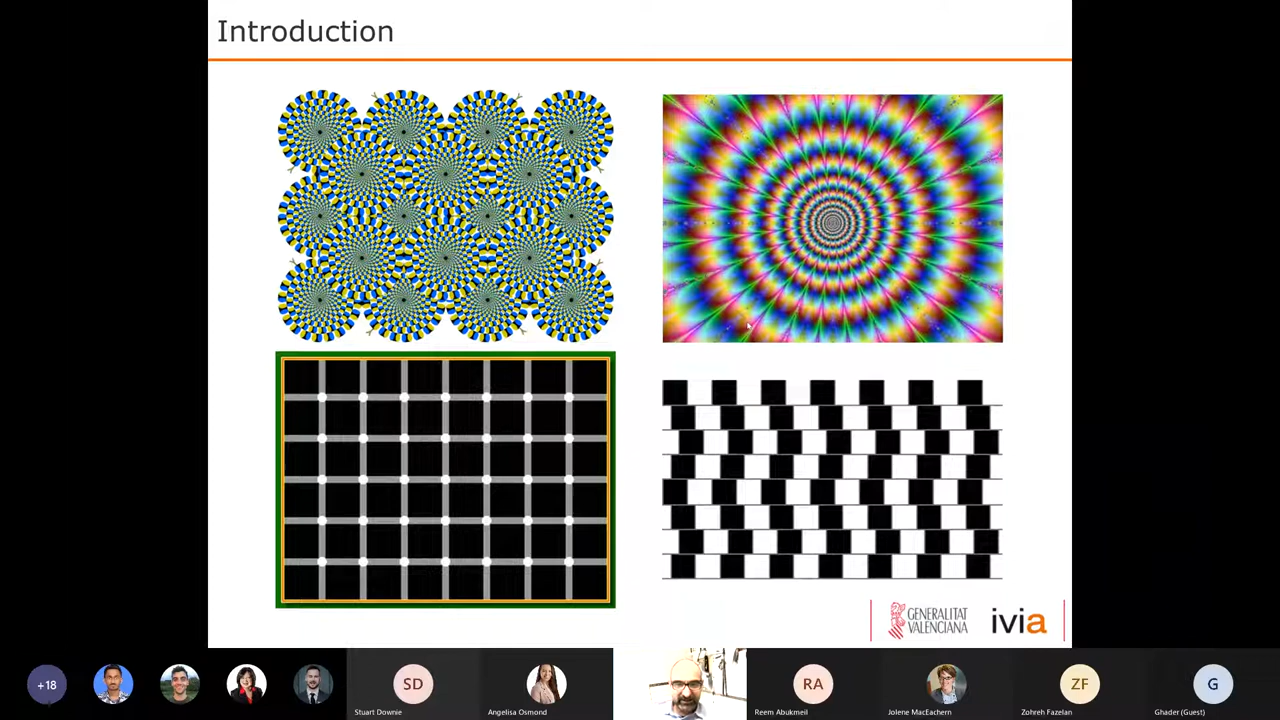 Introduction
GENERALITAT
VALENCIANA
ivia
+18
SD
RA
ZF
G
Stuart Downie
Angelisa Osmond
Reem Abukmeil
Jolene MacEachern
Zohreh Fazelan
Ghader (Guest)